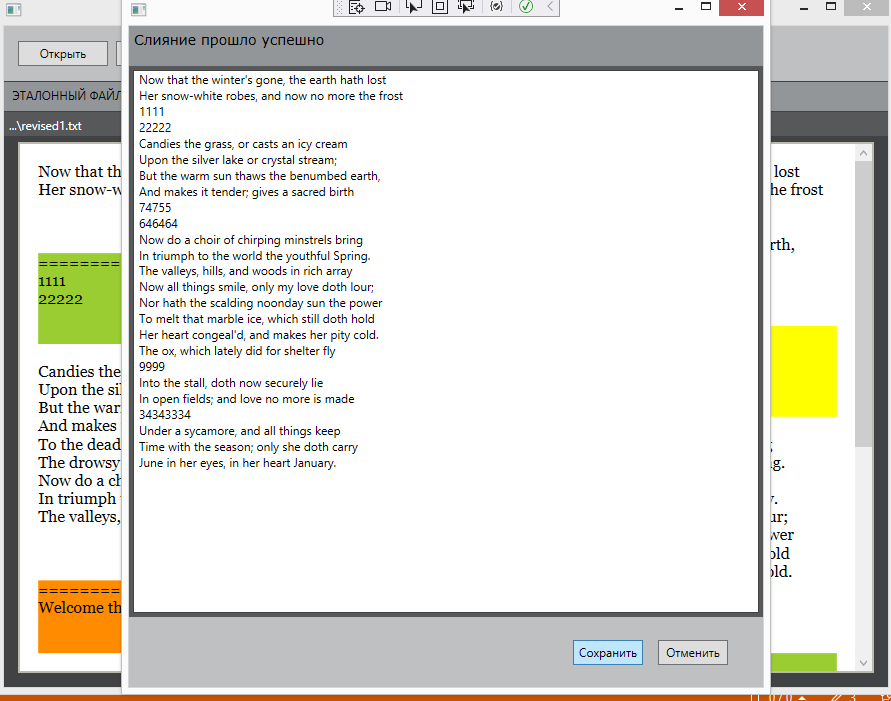 Слияние прошло успешно
Now that the winter's gone, the earth hath lost
Her snow-white robes, and now no more the frost
1111
22222
Candies the grass, or casts an icy cream
Upon the silver lake or crystal stream;
But the warm sun thaws the benumbed earth,
And makes it tender; gives a sacred birth
74755
646464
Now do a choir of chirping minstrels bring
In triumph to the world the youthful Spring.
The valleys, hills, and woods in rich array
Now all things smile, only my love doth lour;
Nor hath the scalding noonday sun the power
To melt that marble ice, which still doth hold
Her heart congeal'd, and makes her pity cold.
The ox, which lately did for shelter fly
9999
Into the stall, doth now securely lie
In open fields; and love no more is made
34343334
Under a sycamore, and all things keep
Time with the season; only she doth carry
June in her eyes, in her heart January.
Сохранить Отменить
Открыть
ЭТАЛОННЫЙ ФАЙЛ
...\revised1.txt
Now that th
Her snow-w
=========
1111
22222
Candies the
Upon the sil
But the war
And makes
To the dead
The drowsy
Now do a ch
In triumph
The valleys,
=========
Welcome th
lost
he frost
rth,
g.
ur;
wer
old
old.